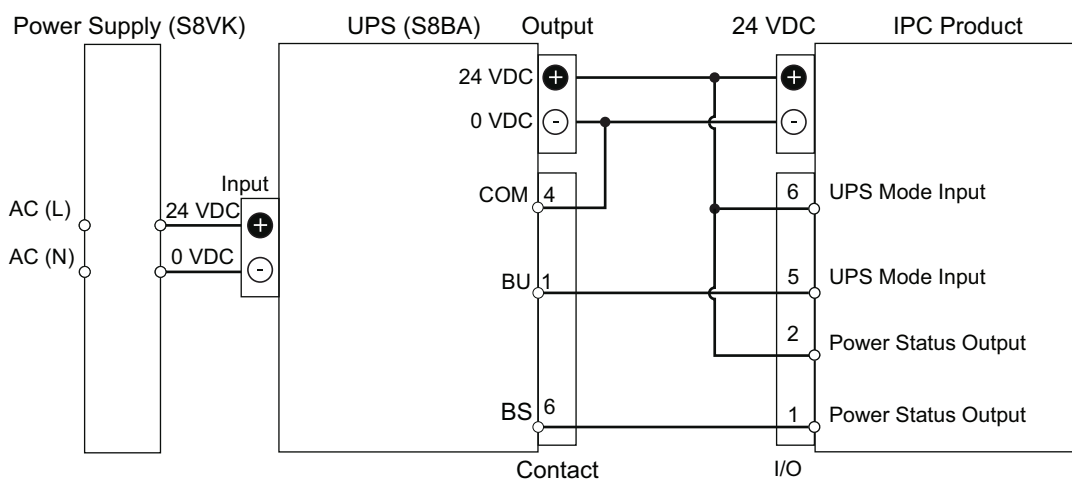 Power Supply (S8VK)
UPS (S8BA)
Output
24 VDC
IPC Product
24 VDC
+
+
0 VDC
-
-
Input
COM
4
6
UPS Mode Input
AC (L)
24 VDC
+
AC (N)
0 VDC
-
BU
1
5
UPS Mode Input
2
Power Status Output
BS
6
1
Power Status Output
Contact
I/O